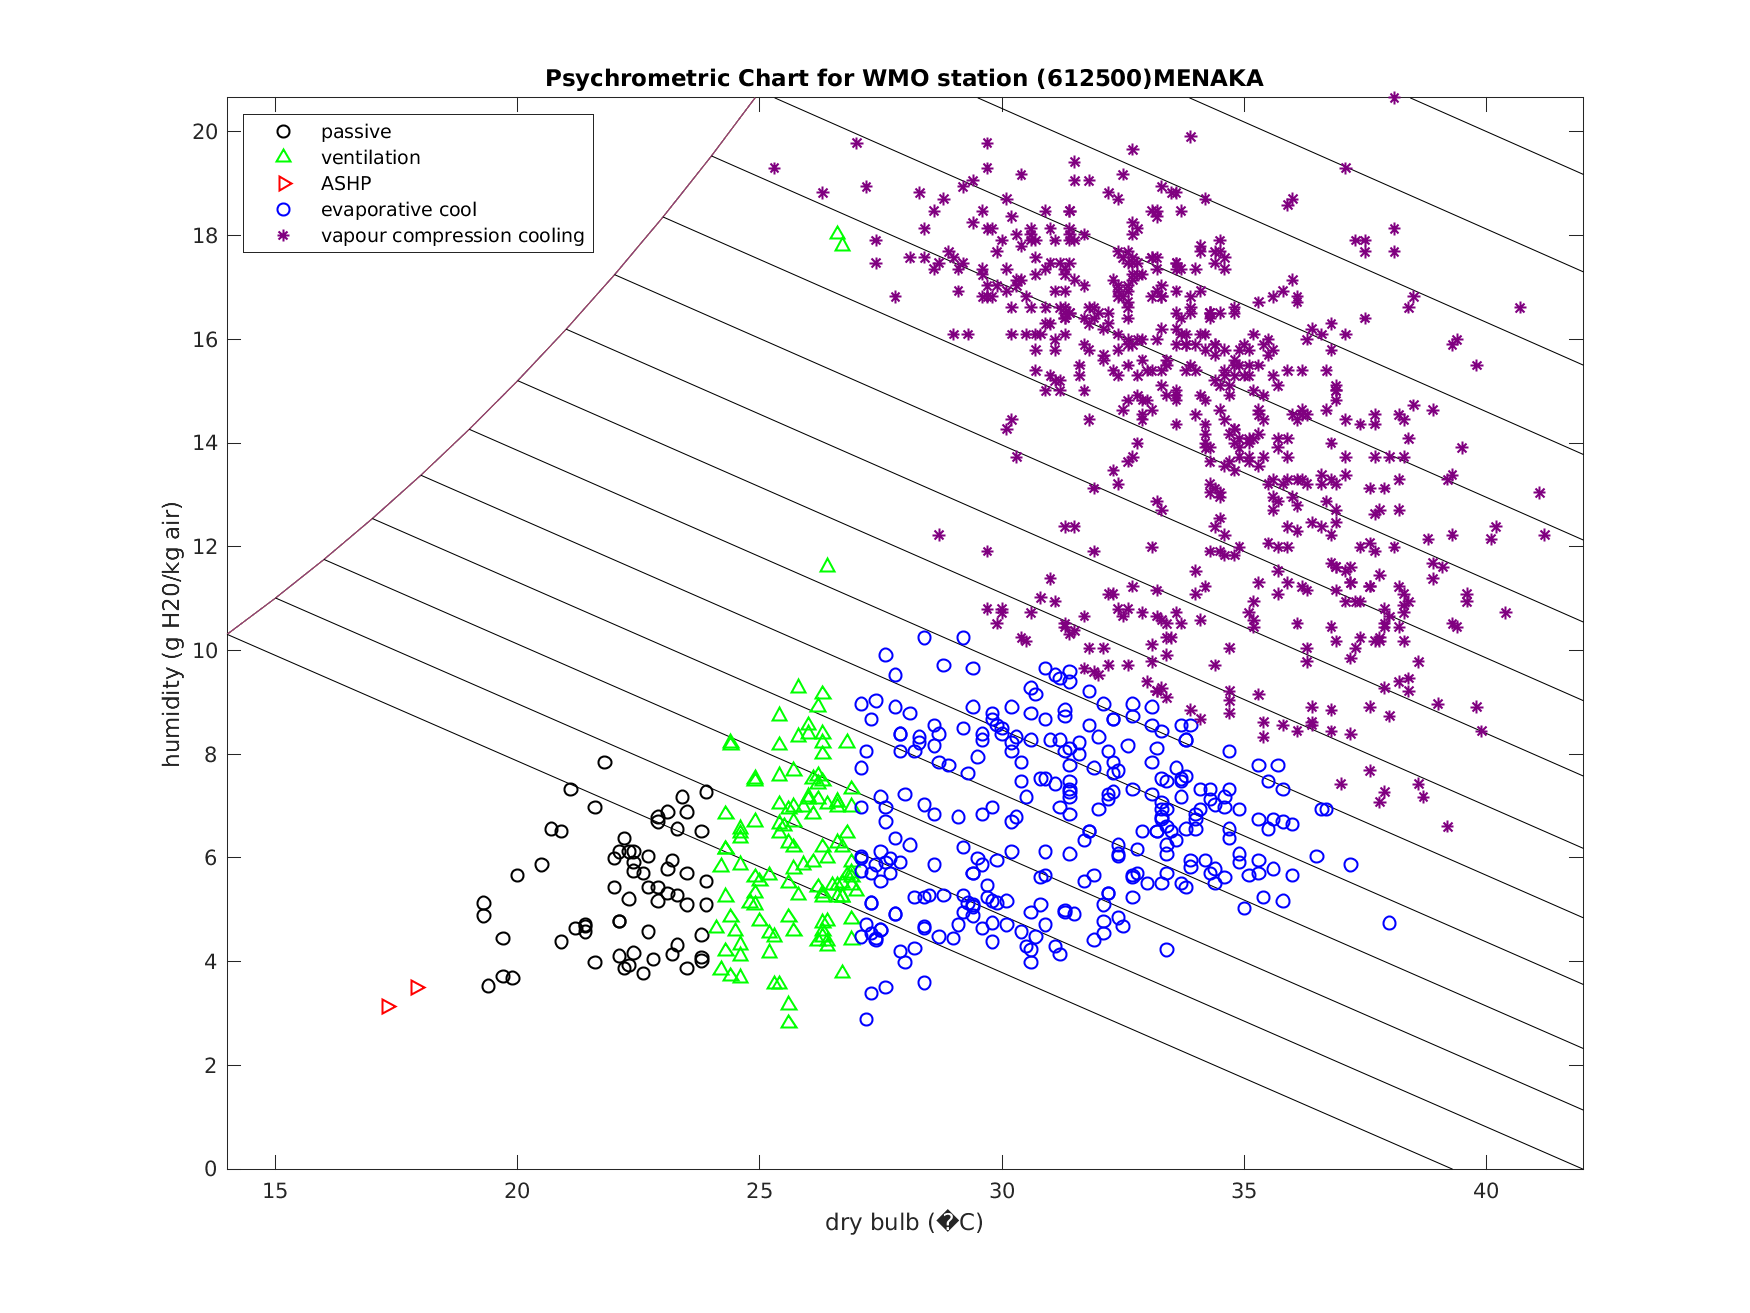 Psychrometric Chart for WMO station (612500)MENAKA
passive
ventilation
ASHP
evaporative cool
vapour compression cooling
humidity (g H20/kg air)
20
18
16
14
12
10
8
6
4
2
0
15 20 25 30 35 40
dry bulb (�C)